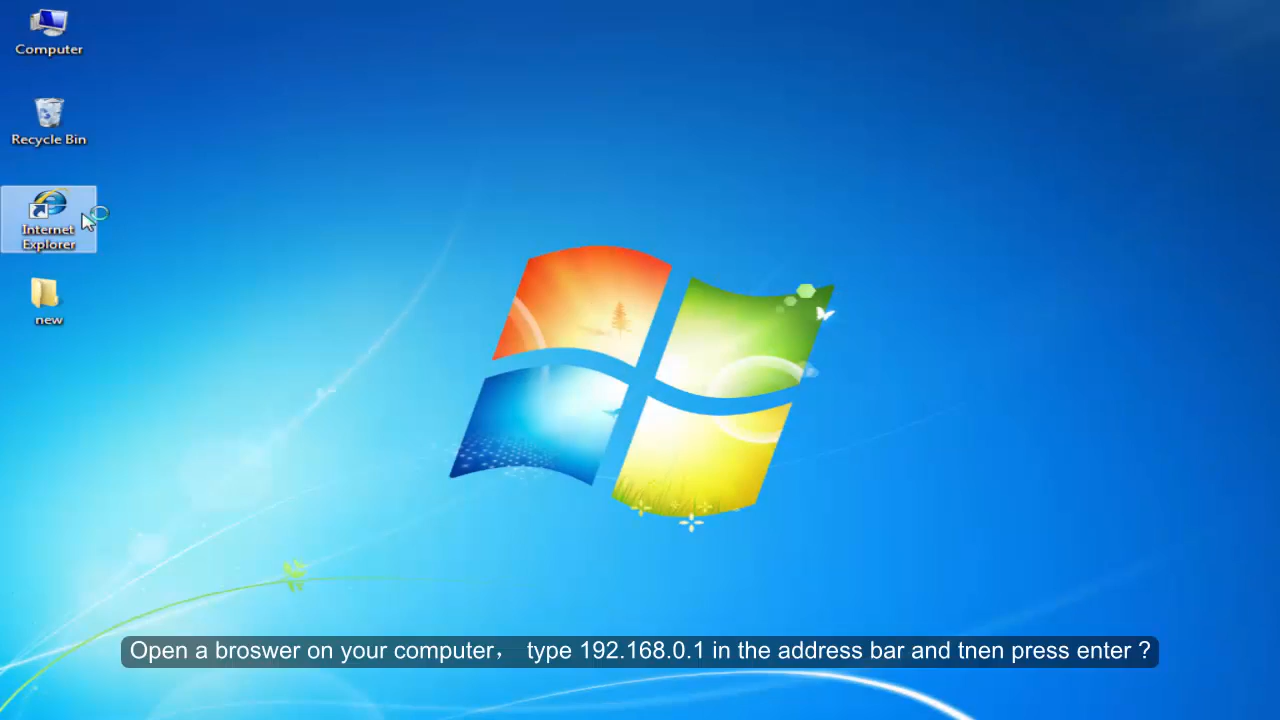 Computer
Recycle Bin
Internet
Explorer
new
Open a broswer on your computer， type 192.168.0.1 in the address bar and tnen press enter ?